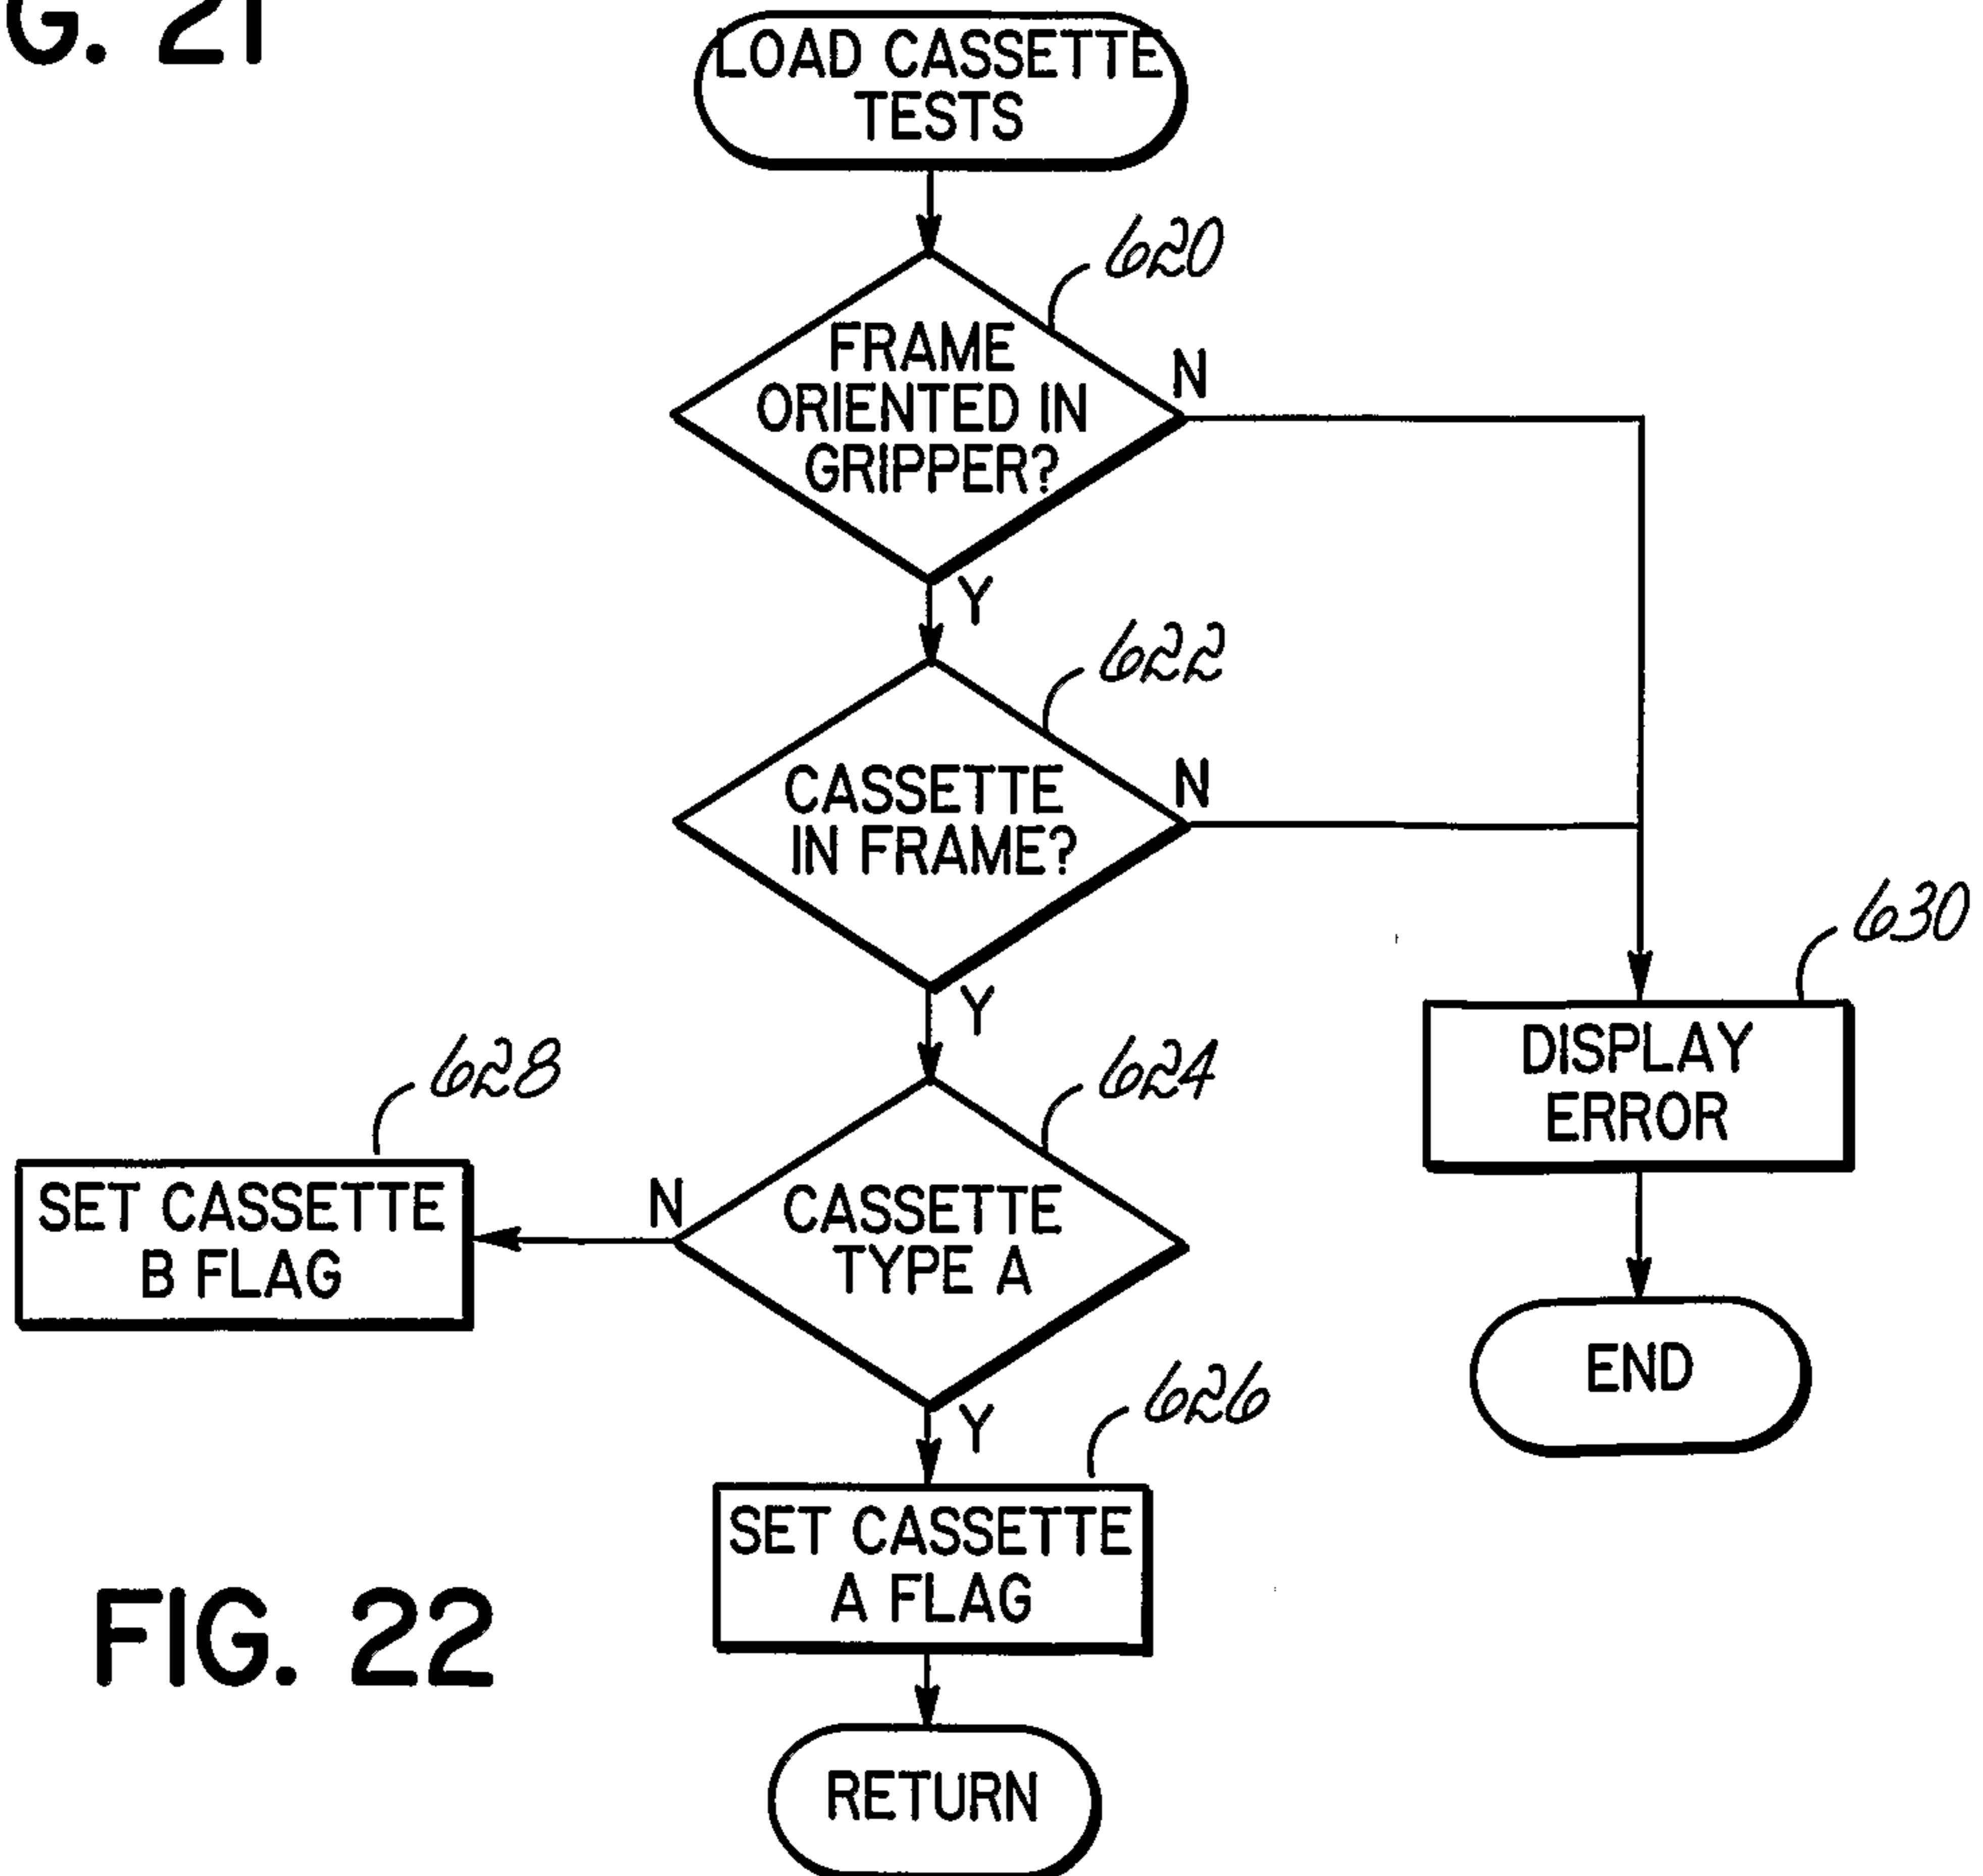 G. 21
LOAD CASSETTE
TESTS
620
FRAME
ORIENTED IN
GRIPPER?
N
Y
622
CASSETTE
IN FRAME?
N
Y
630
DISPLAY
ERROR
END
628
SET CASSETTE
B FLAG
N
624
CASSETTE
TYPE A
Y
626
SET CASSETTE
A FLAG
FIG. 22
RETURN